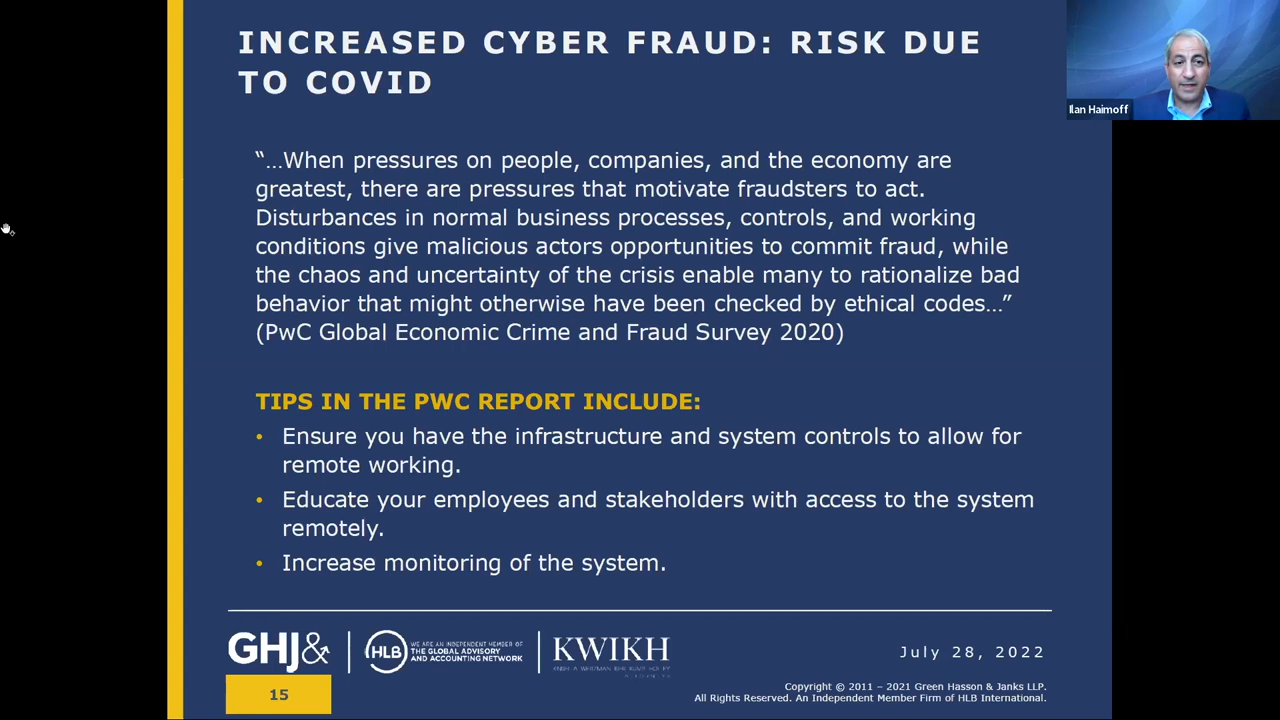 INCREASED CYBER FRAUD: RISK DUE
TO COVID
Ilan Haimoff
“…When pressures on people, companies, and the economy are
greatest, there are pressures that motivate fraudsters to act.
Disturbances in normal business processes, controls, and working
conditions give malicious actors opportunities to commit fraud, while
the chaos and uncertainty of the crisis enable many to rationalize bad
behavior that might otherwise have been checked by ethical codes…”
(PwC Global Economic Crime and Fraud Survey 2020)
TIPS IN THE PWC REPORT INCLUDE:
• Ensure you have the infrastructure and system controls to allow for
remote working.
• Educate your employees and stakeholders with access to the system
remotely.
• Increase monitoring of the system.
GHJ&
HLB
WE ARE AN INDEPENDENT MEMBER OF
THE GLOBAL ADVISORY
AND ACCOUNTING NETWORK
KWIKH
July 28, 2022
15
Copyright © 2011 – 2021 Green Hasson & Janks LLP.
All Rights Reserved. An Independent Member Firm of HLB International.